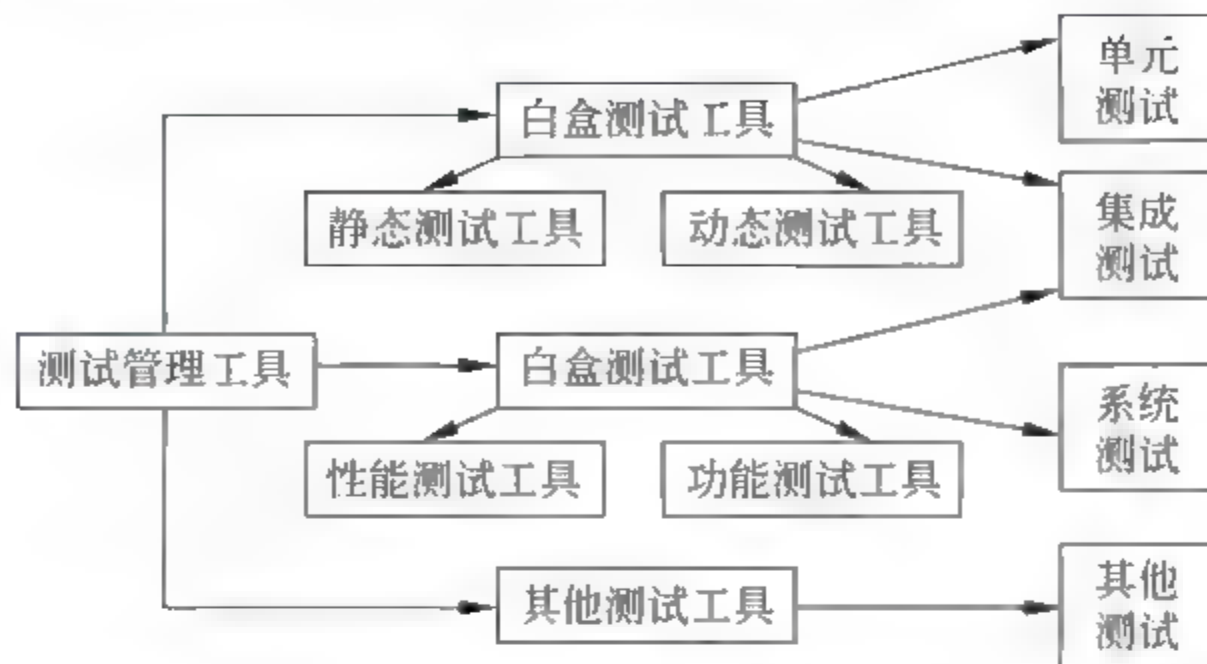 单元
测试
白盒测试工具
静态测试工具
动态测试工具
集成
测试
测试管理工具
白盒测试工具
系统
测试
性能测试工具
功能测试工具
其他测试工具
其他
测试